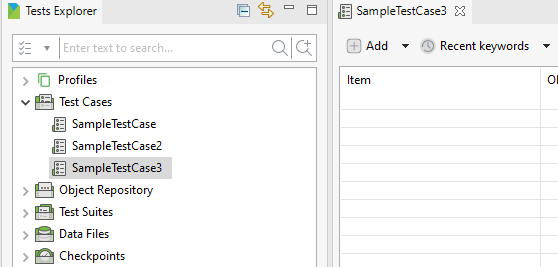 Tests Explorer
Enter text to search...
Profiles
Test Cases
SampleTestCase
SampleTestCase2
SampleTestCase3
Object Repository
Test Suites
Data Files
Checkpoints
SampleTestCase3
Add
Recent keywords
Item